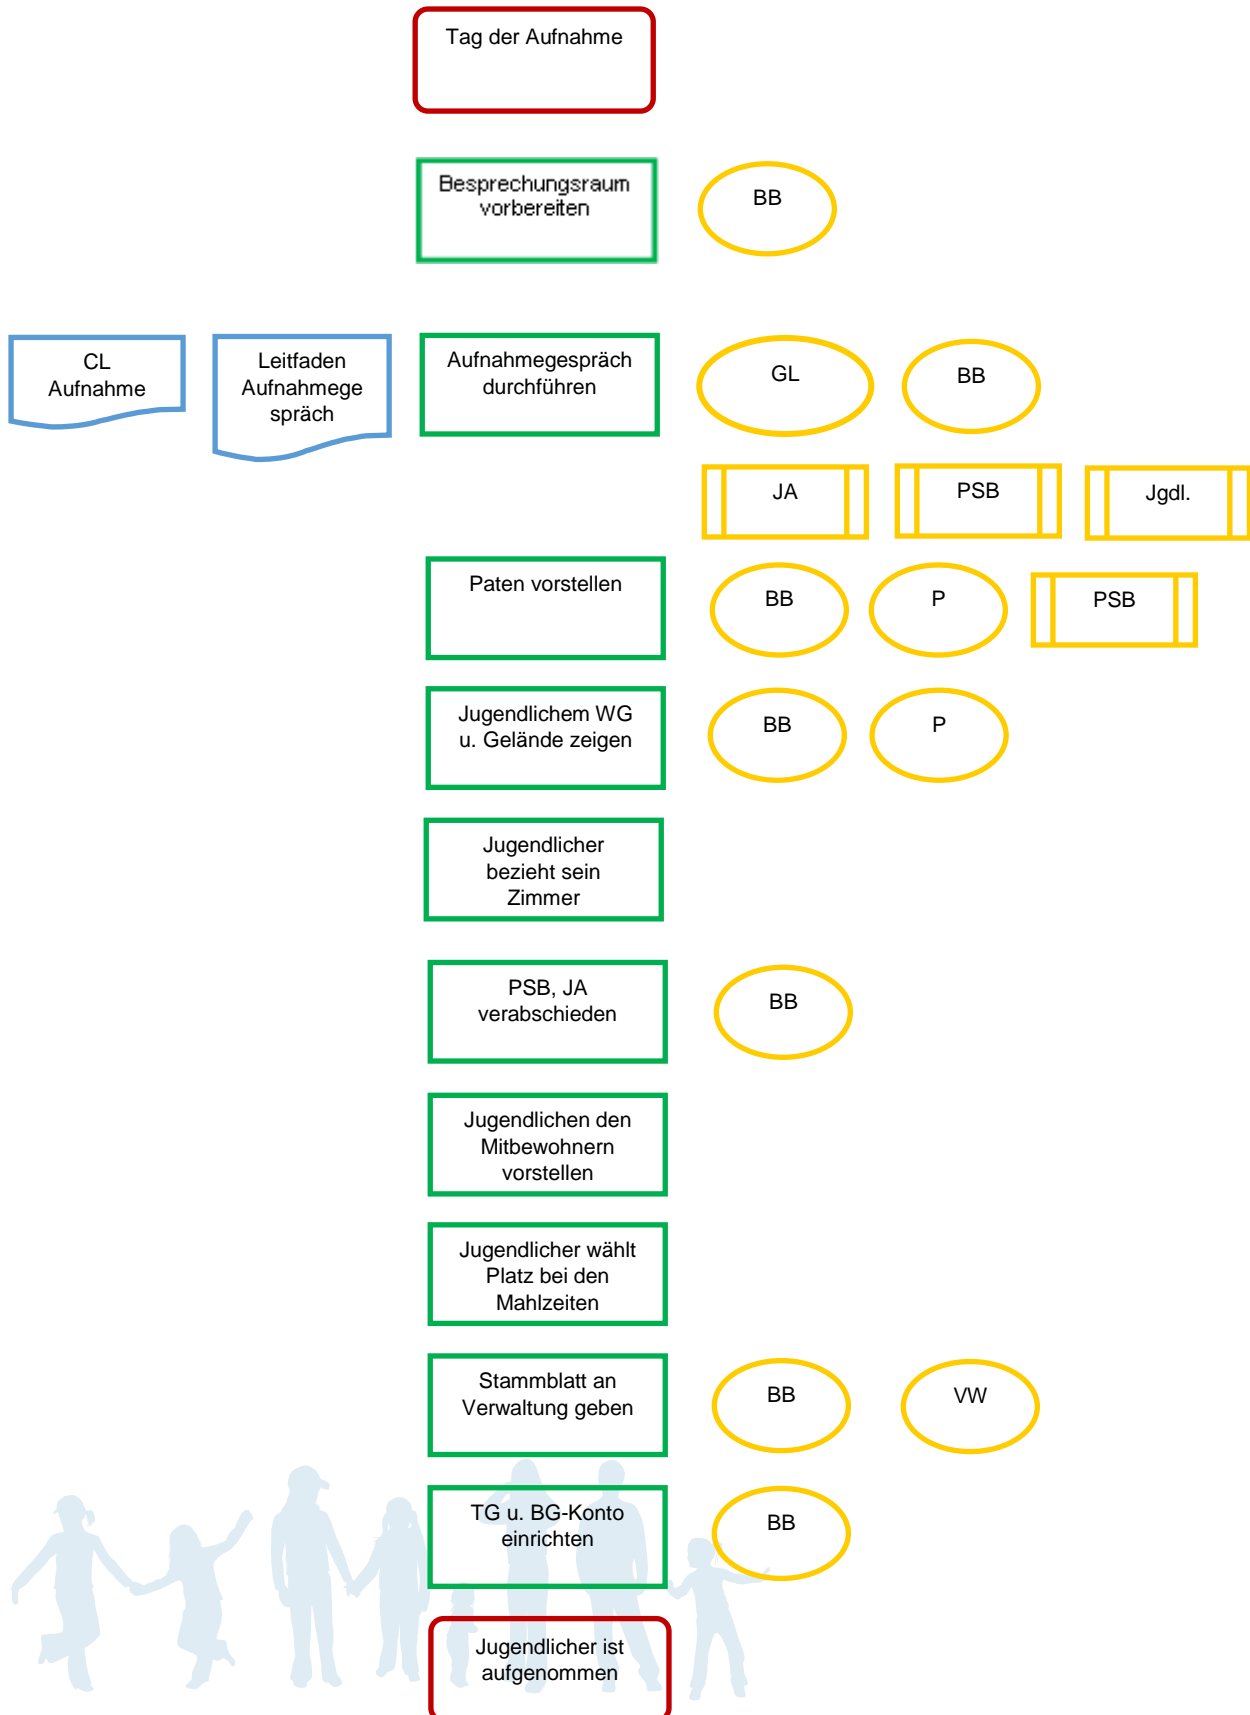 Tag der Aufnahme
Besprechungsraum
vorbereiten
BB
CL
Aufnahme
Leitfaden
Aufnahmege
spräch
Aufnahmegespräch
durchführen
GL
BB
JA
PSB
Jgdl.
Paten vorstellen
BB
P
PSB
Jugendlichem WG
u. Gelände zeigen
BB
P
Jugendlicher
bezieht sein
Zimmer
PSB, JA
verabschieden
BB
Jugendlichen den
Mitbewohnern
vorstellen
Jugendlicher wählt
Platz bei den
Mahlzeiten
Stammblatt an
Verwaltung geben
BB
VW
TG u. BG-Konto
einrichten
BB
Jugendlicher ist
aufgenommen